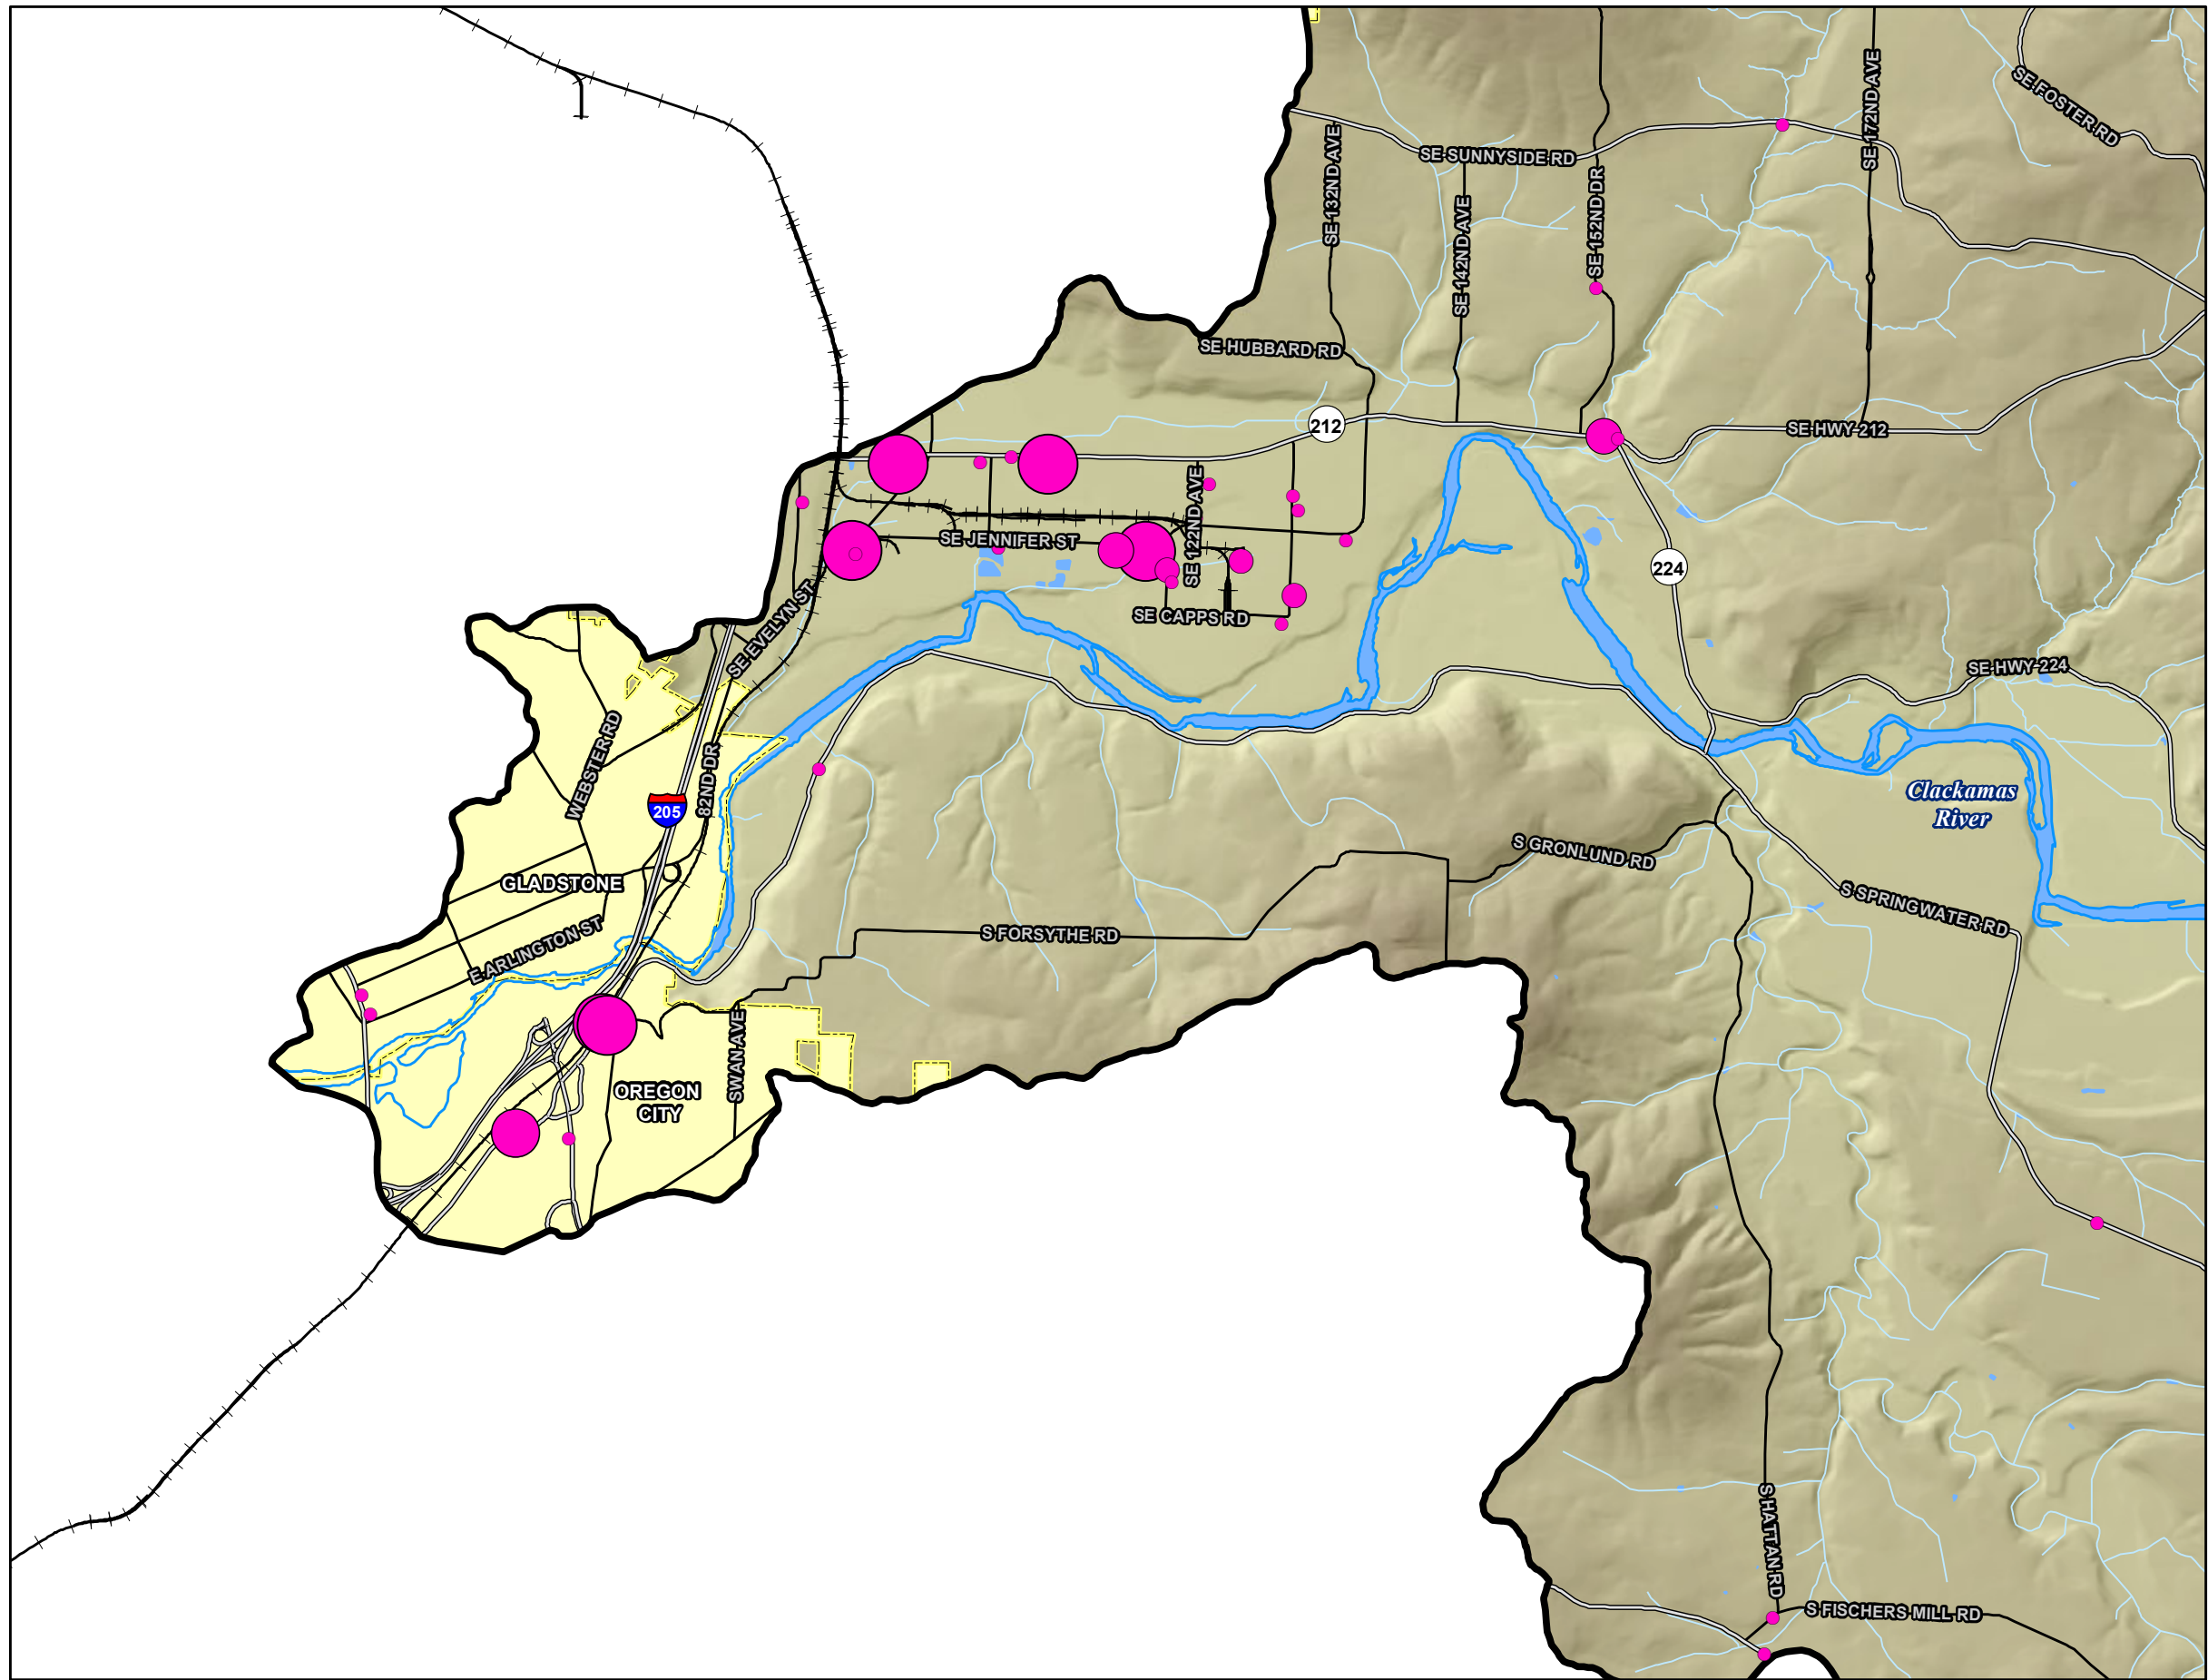 SE FOSTER RD
SE 172ND AVE
SE SUNNYSIDE RD
SE 132ND AVE
SE 152ND DR
SE 142ND AVE
SE HUBBARD RD
212
SE HWY 212
SE 122ND AVE
SE JENNIFER ST
224
SE CAPPS RD
SE EVELYN ST
SE HWY 224
WEBSTER RD
82ND DR
205
Clackamas
River
S GRONLUND RD
GLADSTONE
S SPRINGWATER RD
E ARLINGTON ST
S FORSYTHE RD
SWAN AVE
OREGON
CITY
S HATTAN RD
S FISCHERS MILL RD